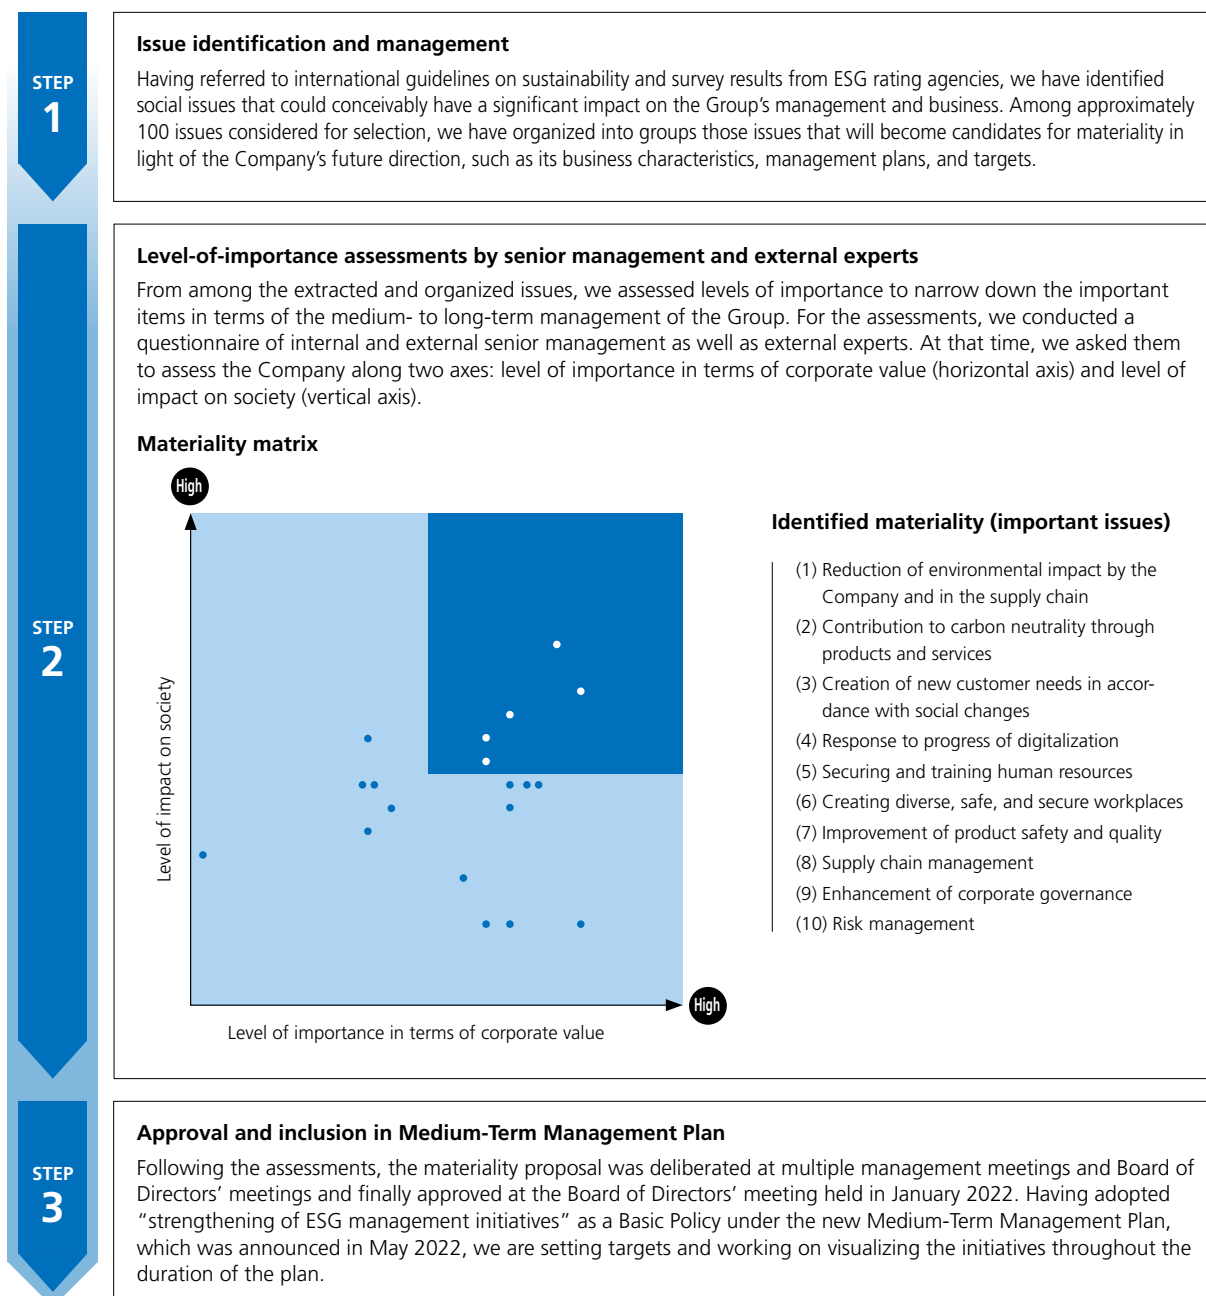 STEP
1
Issue identification and management
Having referred to international guidelines on sustainability and survey results from ESG rating agencies, we have identified
social issues that could conceivably have a significant impact on the Group's management and business. Among approximately
100 issues considered for selection, we have organized into groups those issues that will become candidates for materiality in
light of the Company's future direction, such as its business characteristics, management plans, and targets.
STEP
2
Level-of-importance assessments by senior management and external experts
From among the extracted and organized issues, we assessed levels of importance to narrow down the important
items in terms of the medium- to long-term management of the Group. For the assessments, we conducted a
questionnaire of internal and external senior management as well as external experts. At that time, we asked them
to assess the Company along two axes: level of importance in terms of corporate value (horizontal axis) and level of
impact on society (vertical axis).
Materiality matrix
High
Level of impact on society
High
Level of importance in terms of corporate value
Identified materiality (important issues)
(1) Reduction of environmental impact by the
Company and in the supply chain
(2) Contribution to carbon neutrality through
products and services
(3) Creation of new customer needs in accor-
dance with social changes
(4) Response to progress of digitalization
(5) Securing and training human resources
(6) Creating diverse, safe, and secure workplaces
(7) Improvement of product safety and quality
(8) Supply chain management
(9) Enhancement of corporate governance
(10) Risk management
STEP
3
Approval and inclusion in Medium-Term Management Plan
Following the assessments, the materiality proposal was deliberated at multiple management meetings and Board of
Directors' meetings and finally approved at the Board of Directors' meeting held in January 2022. Having adopted
"strengthening of ESG management initiatives" as a Basic Policy under the new Medium-Term Management Plan,
which was announced in May 2022, we are setting targets and working on visualizing the initiatives throughout the
duration of the plan.